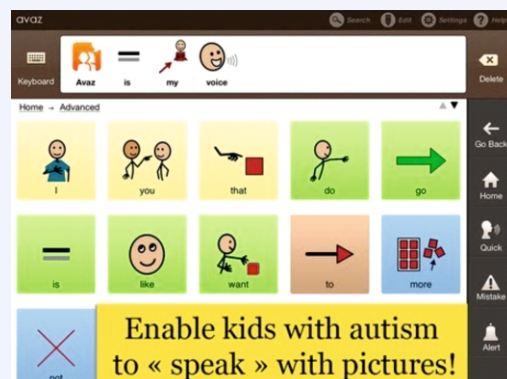 avaz
Search Edit Settings Help
Keyboard
Avaz is my voice
Delete
Home → Advanced
Go Back
I you that do go
Home
Quick
is like want to more
Mistake
Alert
not
Enable kids with autism
to « speak » with pictures!